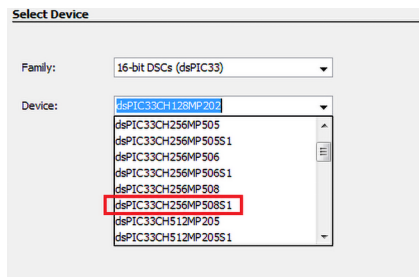 Select Device
Family: 16-bit DSCs (dsPIC33)
Device: dsPIC33CH128MP202
dsPIC33CH256MP505
dsPIC33CH256MP505S1
dsPIC33CH256MP506
dsPIC33CH256MP506S1
dsPIC33CH256MP508
dsPIC33CH256MP508S1
dsPIC33CH512MP205
dsPIC33CH512MP205S1